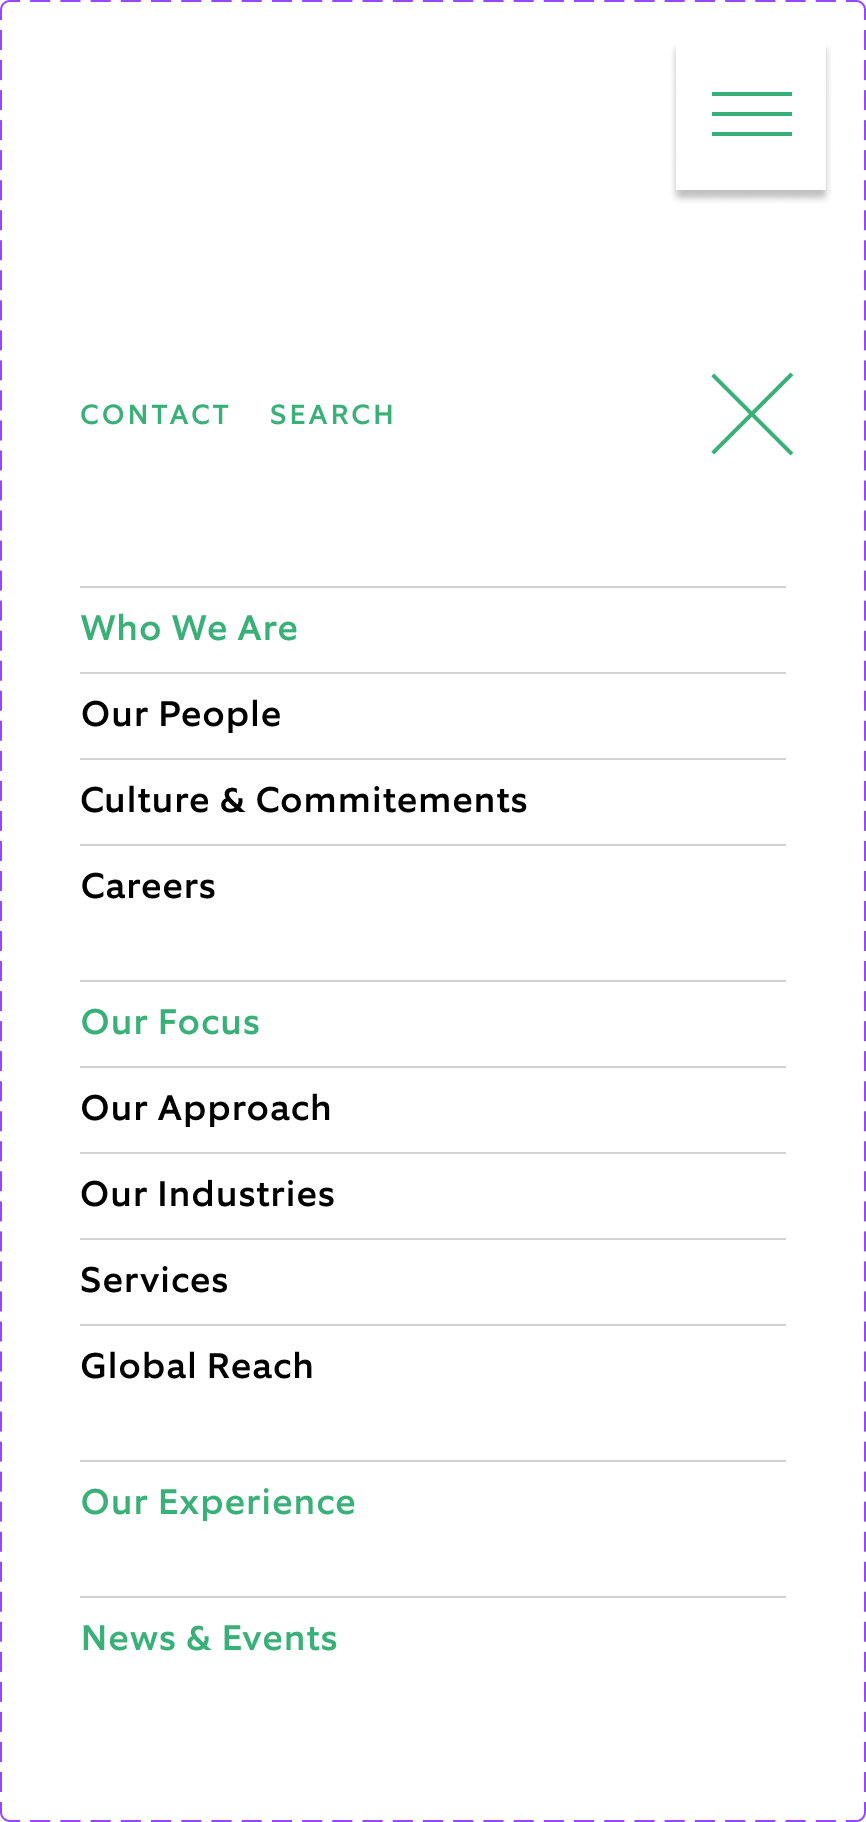 CONTACT SEARCH
Who We Are
Our People
Culture & Commitements
Careers
Our Focus
Our Approach
Our Industries
Services
Global Reach
Our Experience
News & Events